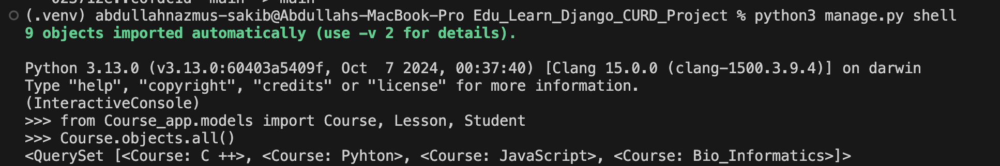 (.venv) abdullahnazmus-sakib@Abdullahs-MacBook-Pro Edu_Learn_Django_CURD_Project % python3 manage.py shell
9 objects imported automatically (use -v 2 for details).
Python 3.13.0 (v3.13.0:60403a5409f, Oct  7 2024, 00:37:40) [Clang 15.0.0 (clang-1500.3.9.4)] on darwin
Type "help", "copyright", "credits" or "license" for more information.
(InteractiveConsole)
>>> from Course_app.models import Course, Lesson, Student
>>> Course.objects.all()
<QuerySet [<Course: C ++>, <Course: Pyhton>, <Course: JavaScript>, <Course: Bio_Informatics>]>